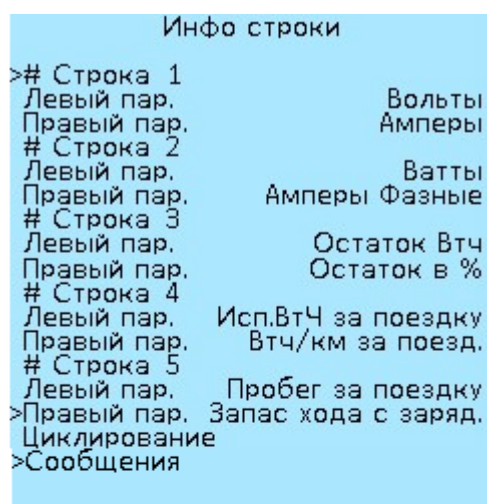 Инфо строки
># Строка 1
Левый пар. Вольты
Правый пар. Амперы
# Строка 2
Левый пар. Ватты
Правый пар. Амперы Фазные
# Строка 3
Левый пар. Остаток Втч
Правый пар. Остаток в %
# Строка 4
Левый пар. Исп.ВтЧ за поездку
Правый пар. Втч/км за поезд.
# Строка 5
Левый пар. Пробег за поездку
>Правый пар. Запас хода с заряд.
Циклирование
>Сообщения